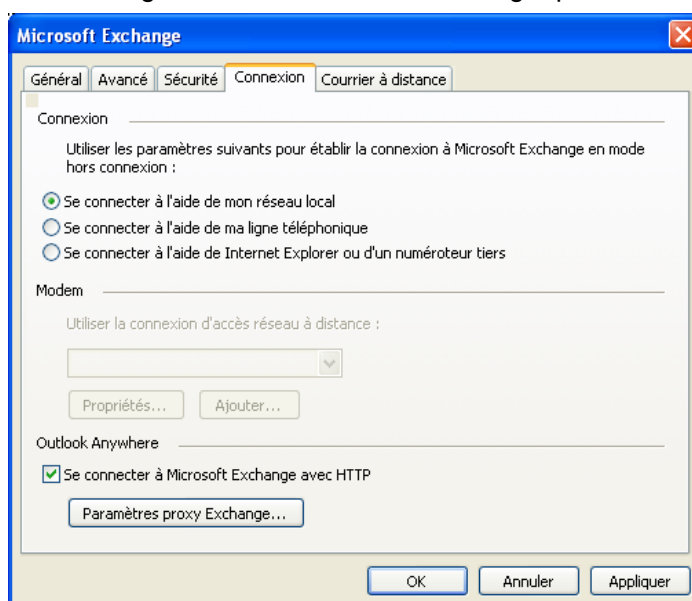 Microsoft Exchange
Général Avancé Sécurité Connexion Courrier à distance
Connexion
Utiliser les paramètres suivants pour établir la connexion à Microsoft Exchange en mode
hors connexion :
Se connecter à l'aide de mon réseau local
Se connecter à l'aide de ma ligne téléphonique
Se connecter à l'aide de Internet Explorer ou d'un numéroteur tiers
Modem
Utiliser la connexion d'accès réseau à distance :
Propriétés... Ajouter...
Outlook Anywhere
Se connecter à Microsoft Exchange avec HTTP
Paramètres proxy Exchange...
OK Annuler Appliquer